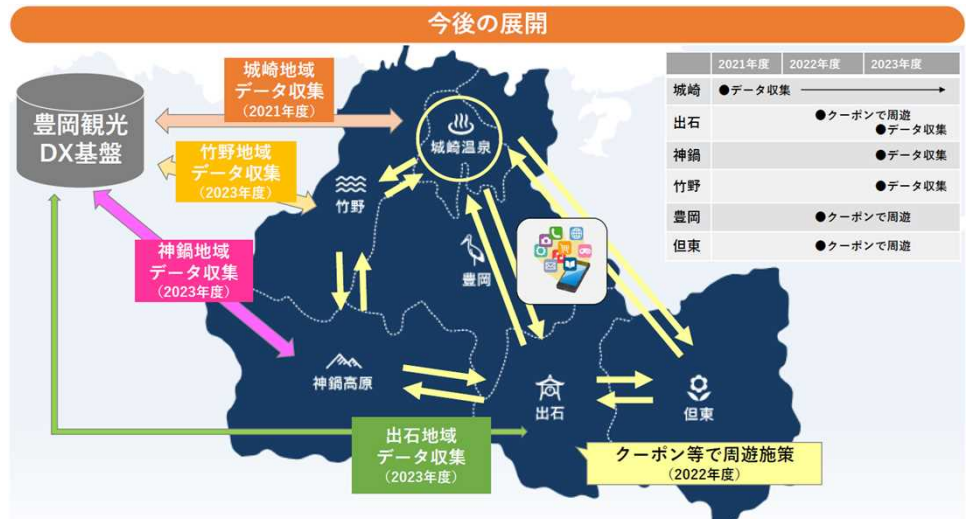 今後の展開
豊岡観光
DX基盤
城崎地域
データ収集
(2021年度)
竹野地域
データ収集
(2023年度)
神鍋地域
データ収集
(2023年度)
出石地域
データ収集
(2023年度)
城崎温泉
竹野
豊岡
神鍋高原
出石
但東
クーポン等で周遊施策
(2022年度)
2021年度 2022年度 2023年度
城崎 ●データ収集
出石 ●クーポンで周遊
●データ収集
神鍋 ●データ収集
竹野 ●データ収集
豊岡 ●クーポンで周遊
但東 ●クーポンで周遊